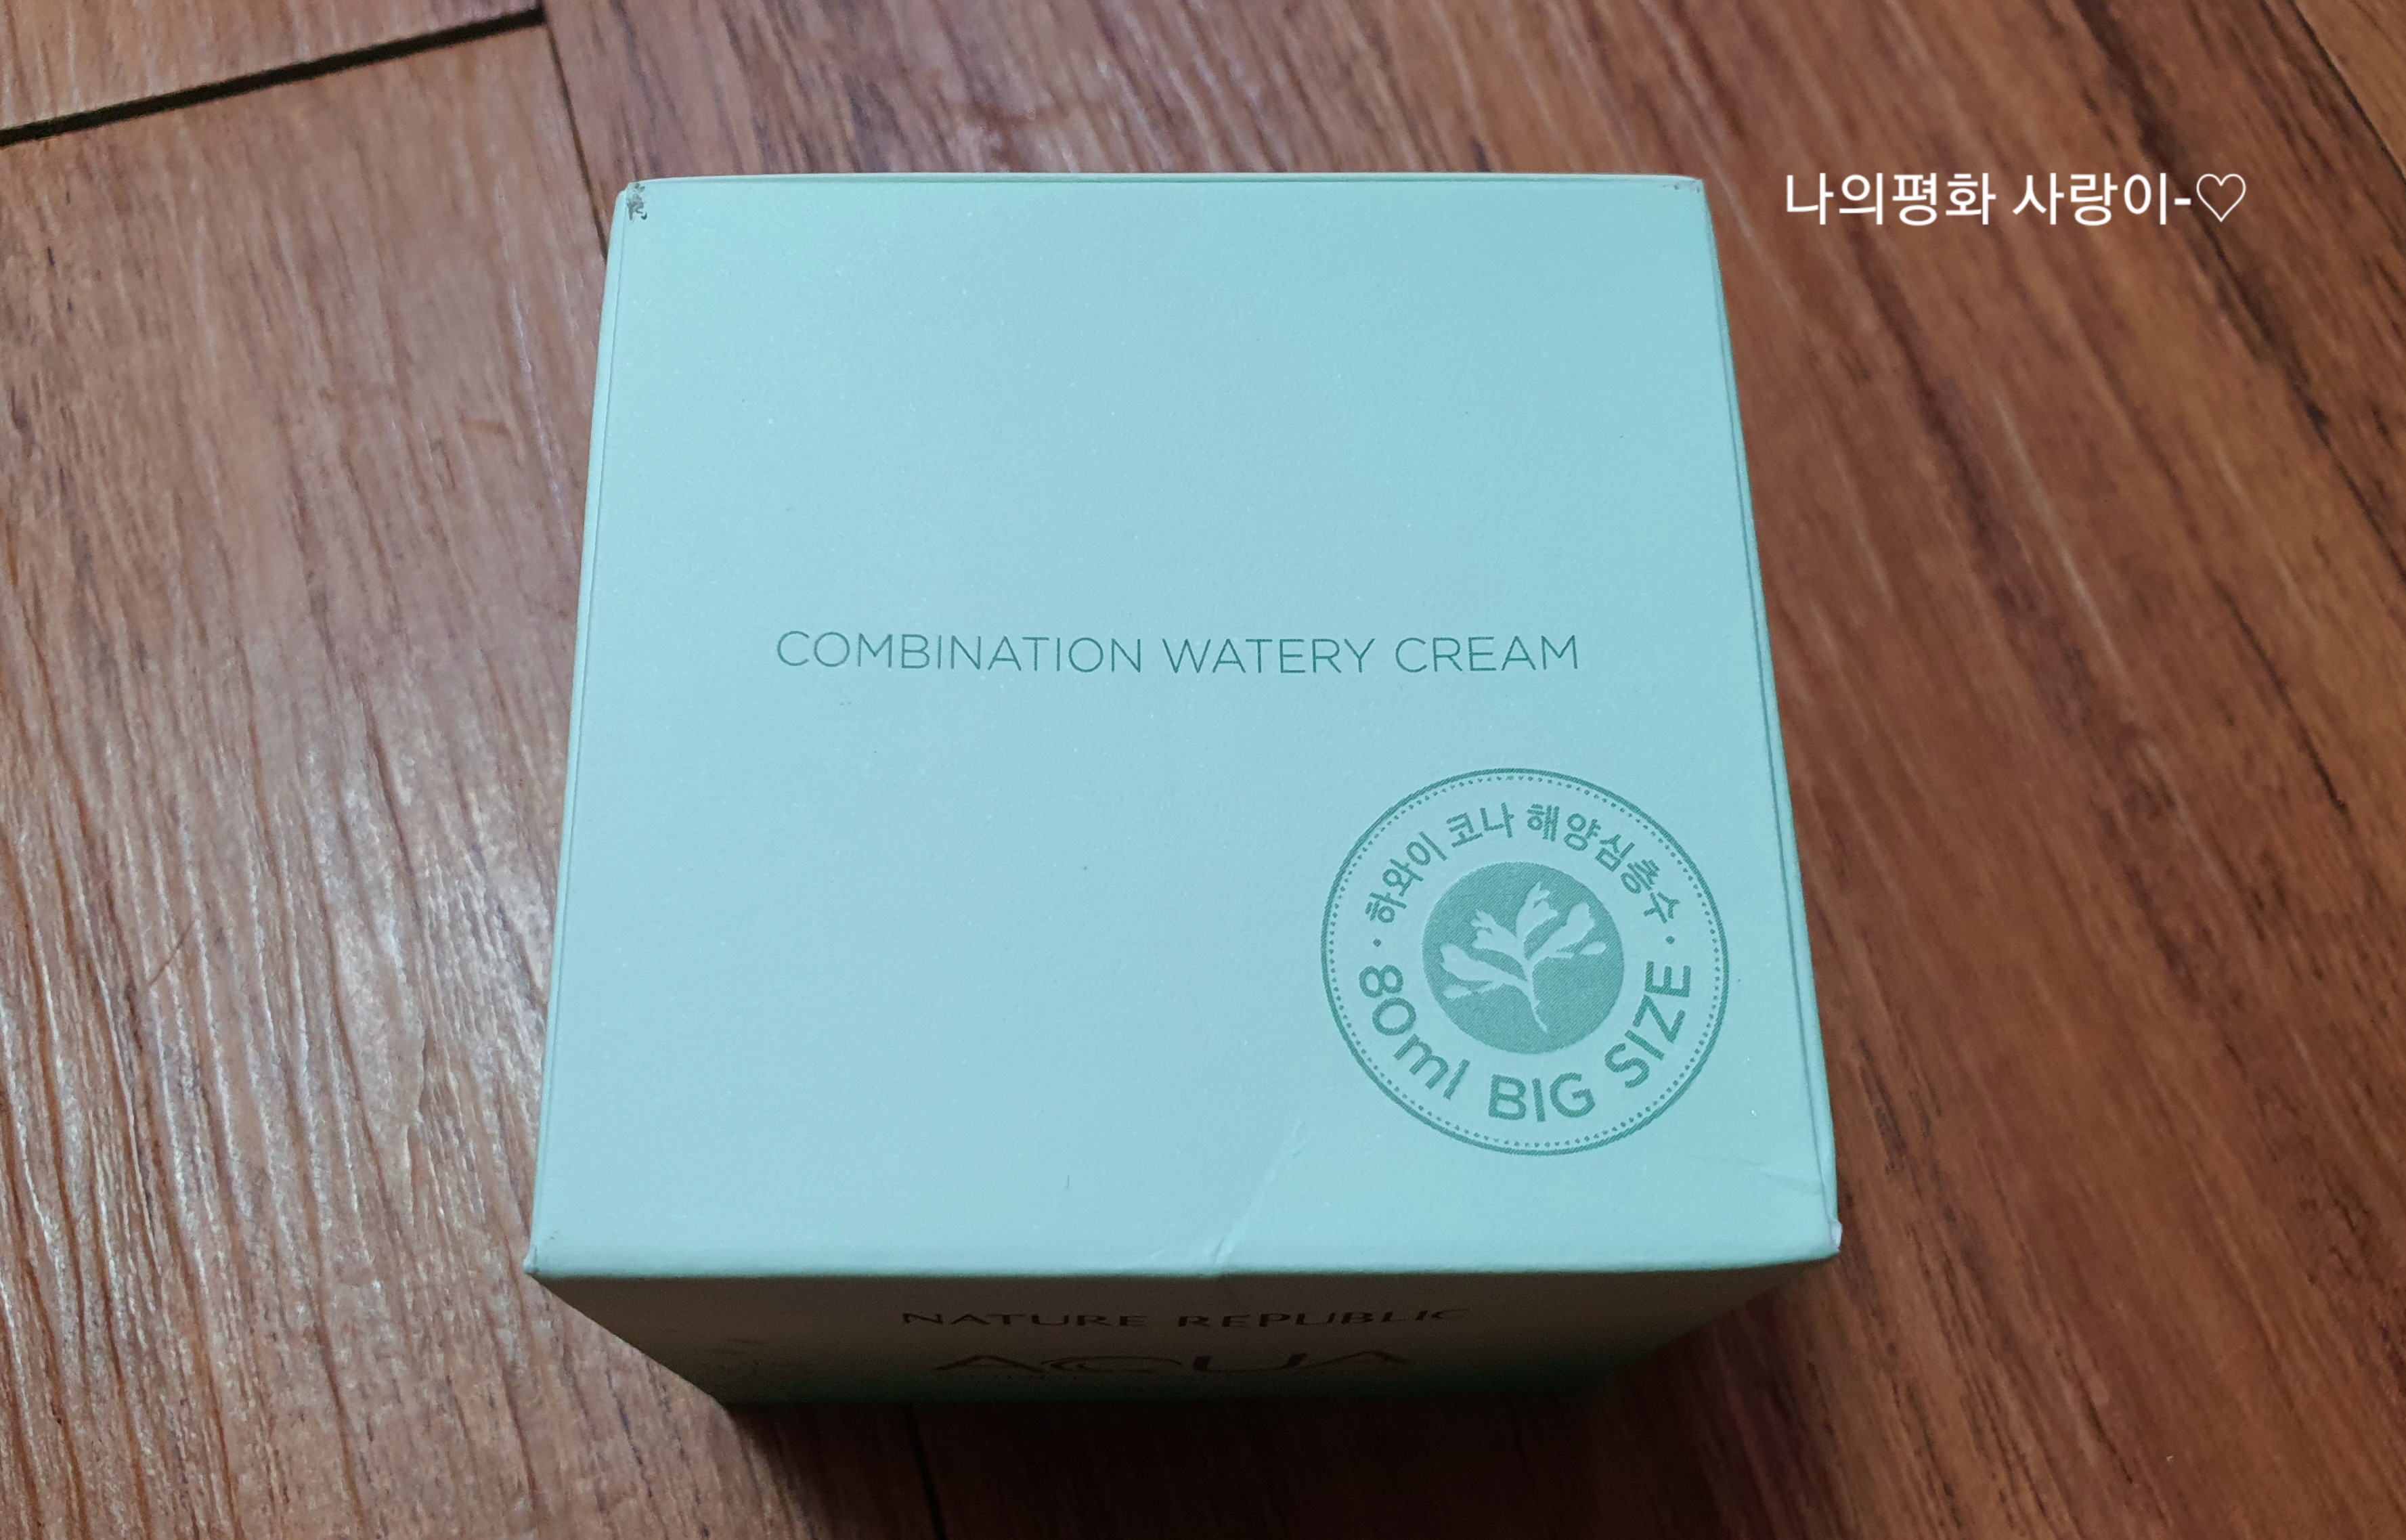 나의평화 사랑이-♡
COMBINATION WATERY CREAM
· 하와이 코나 해양심층수 ·
80ml BIG SIZE
NATURE REPUBLIC
AQUA